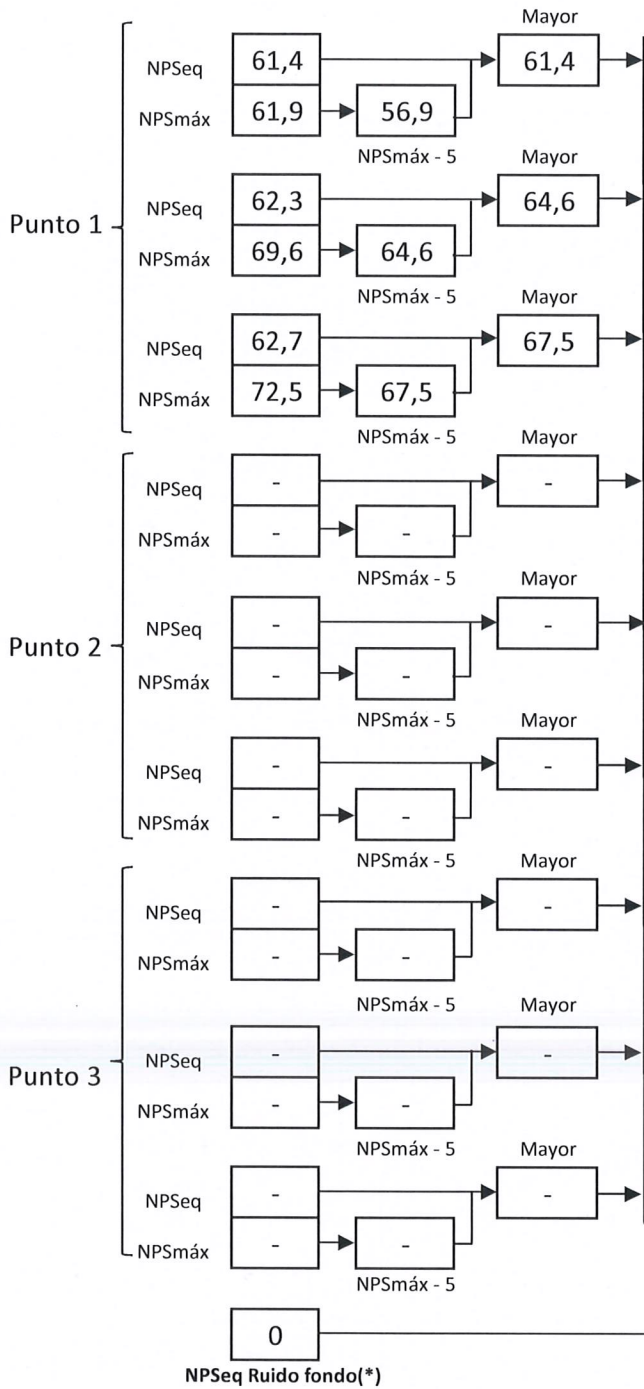 Mayor
NPSeq 61,4 61,4
NPSmáx 61,9 56,9
NPSmáx - 5 Mayor
NPSeq 62,3 64,6
Punto 1
NPSmáx 69,6 64,6
NPSmáx - 5 Mayor
NPSeq 62,7 67,5
NPSmáx 72,5 67,5
NPSmáx - 5 Mayor
NPSeq - -
NPSmáx - -
NPSmáx - 5 Mayor
NPSeq - -
Punto 2
NPSmáx - -
NPSmáx - 5 Mayor
NPSeq - -
NPSmáx - -
NPSmáx - 5 Mayor
NPSeq - -
NPSmáx - -
NPSmáx - 5 Mayor
NPSeq - -
Punto 3
NPSmáx - -
NPSmáx - 5 Mayor
NPSeq - -
NPSmáx - -
NPSmáx - 5
0
NPSeq Ruido fondo(*)